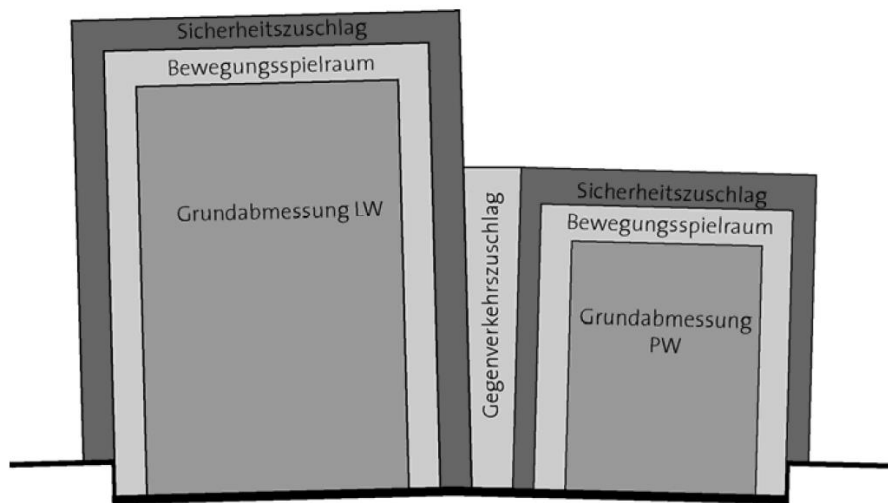 Sicherheitszuschlag
Bewegungsspielraum
Grundabmessung LW
Gegenverkehrszuschlag
Sicherheitszuschlag
Bewegungsspielraum
Grundabmessung
PW